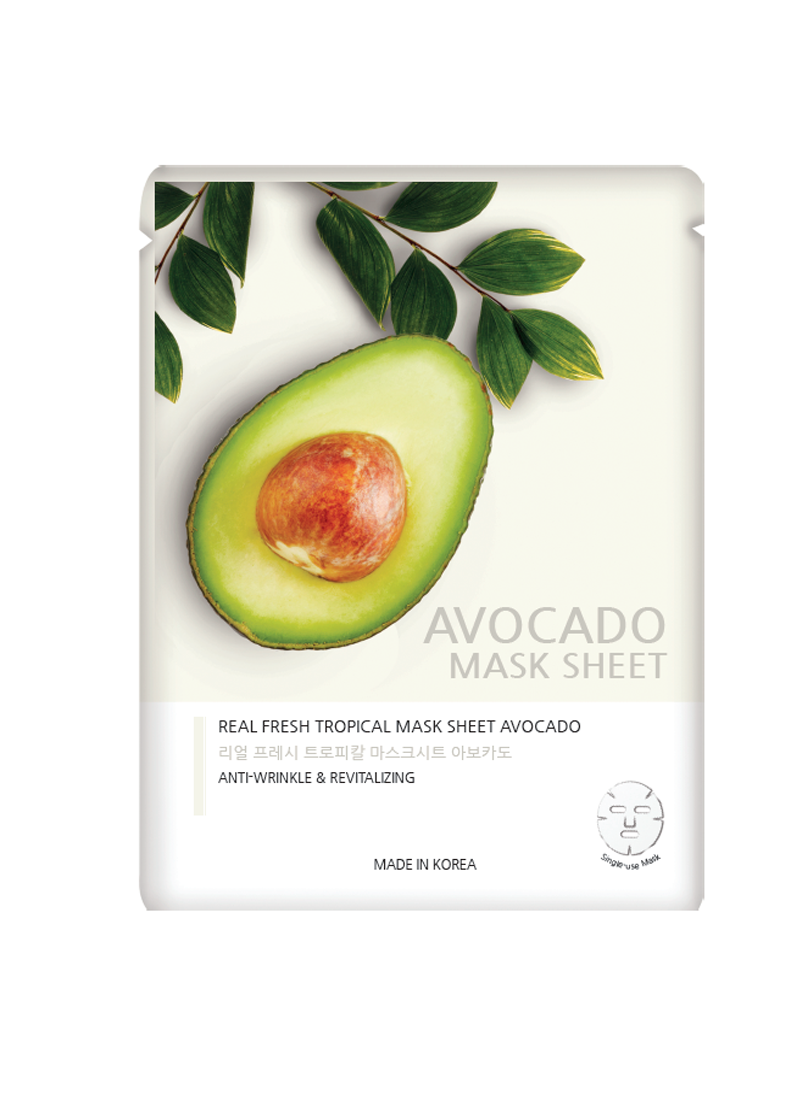 AVOCADO
MASK SHEET
REAL FRESH TROPICAL MASK SHEET AVOCADO
리얼 프레시 트로피칼 마스크시트 아보카도
ANTI-WRINKLE & REVITALIZING
Single-use Mask
MADE IN KOREA